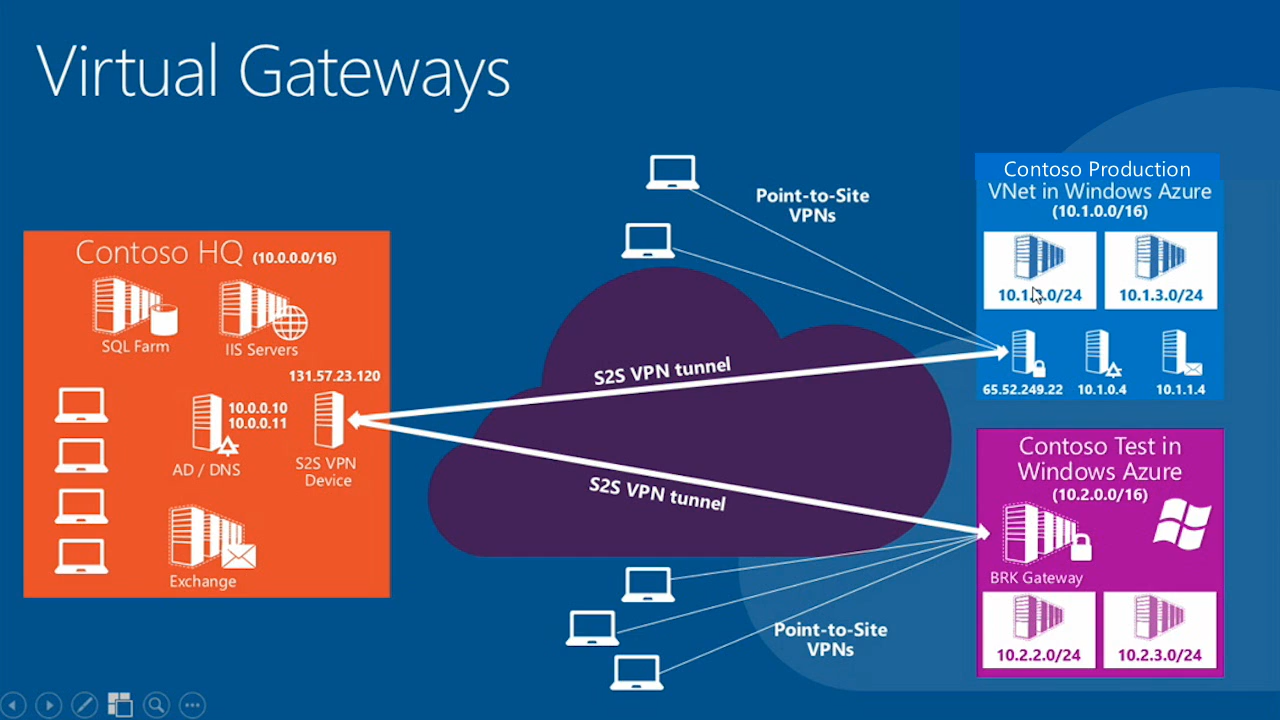 Virtual Gateways
Contoso HQ (10.0.0.0/16)
SQL Farm
IIS Servers
131.57.23.120
10.0.0.10
10.0.0.11
AD / DNS
S2S VPN
Device
Exchange
Point-to-Site
VPNs
S2S VPN tunnel
S2S VPN tunnel
Point-to-Site
VPNs
Contoso Production
VNet in Windows Azure
(10.1.0.0/16)
10.1.3.0/24
65.52.249.22
10.1.0.4
10.1.1.4
Contoso Test in
Windows Azure
(10.2.0.0/16)
BRK Gateway
10.2.2.0/24
10.2.3.0/24